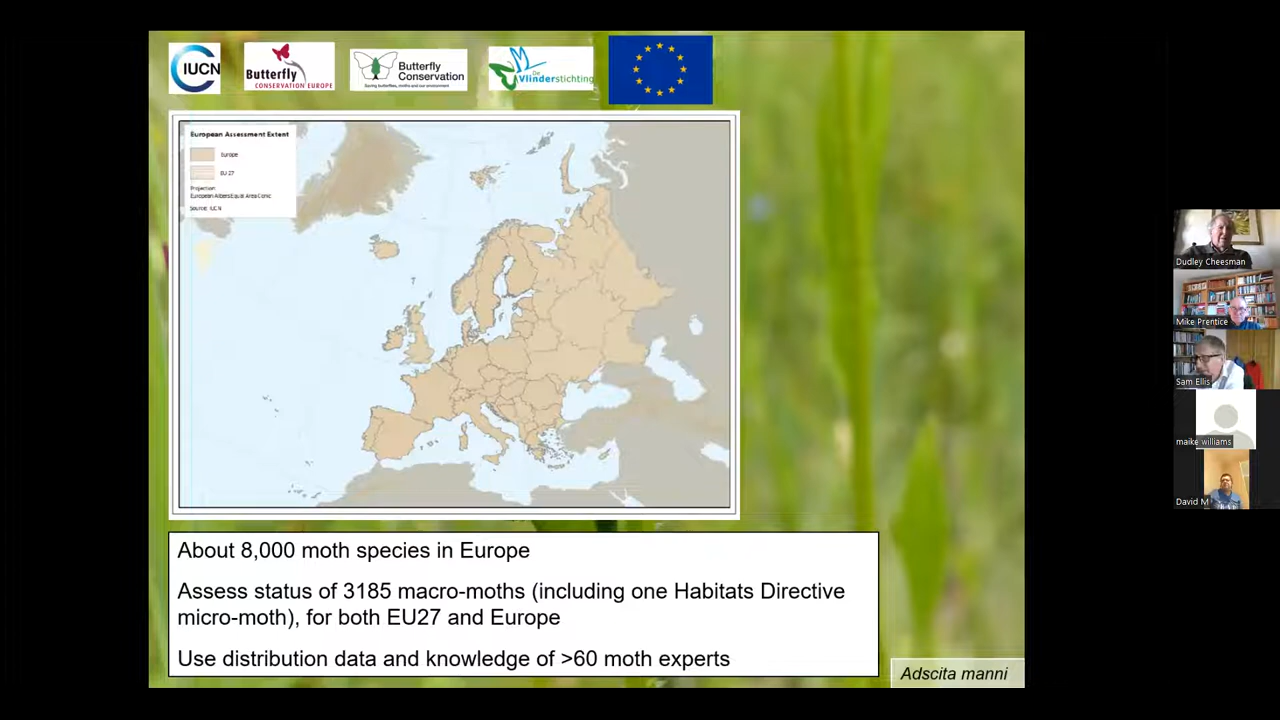 IUCN
Butterfly
CONSERVATION EUROPE
Butterfly
Conservation
Saving butterflies, moths and our environment
De
Vlinderstichting
European Assessment Extent
Europe
EU 27
Projection:
European Albers Equal Area Conic
Source: IUCN
Dudley Cheesman
Mike Prentice
Sam Ellis
maike williams
David M
About 8,000 moth species in Europe
Assess status of 3185 macro-moths (including one Habitats Directive
micro-moth), for both EU27 and Europe
Use distribution data and knowledge of >60 moth experts
Adscita manni